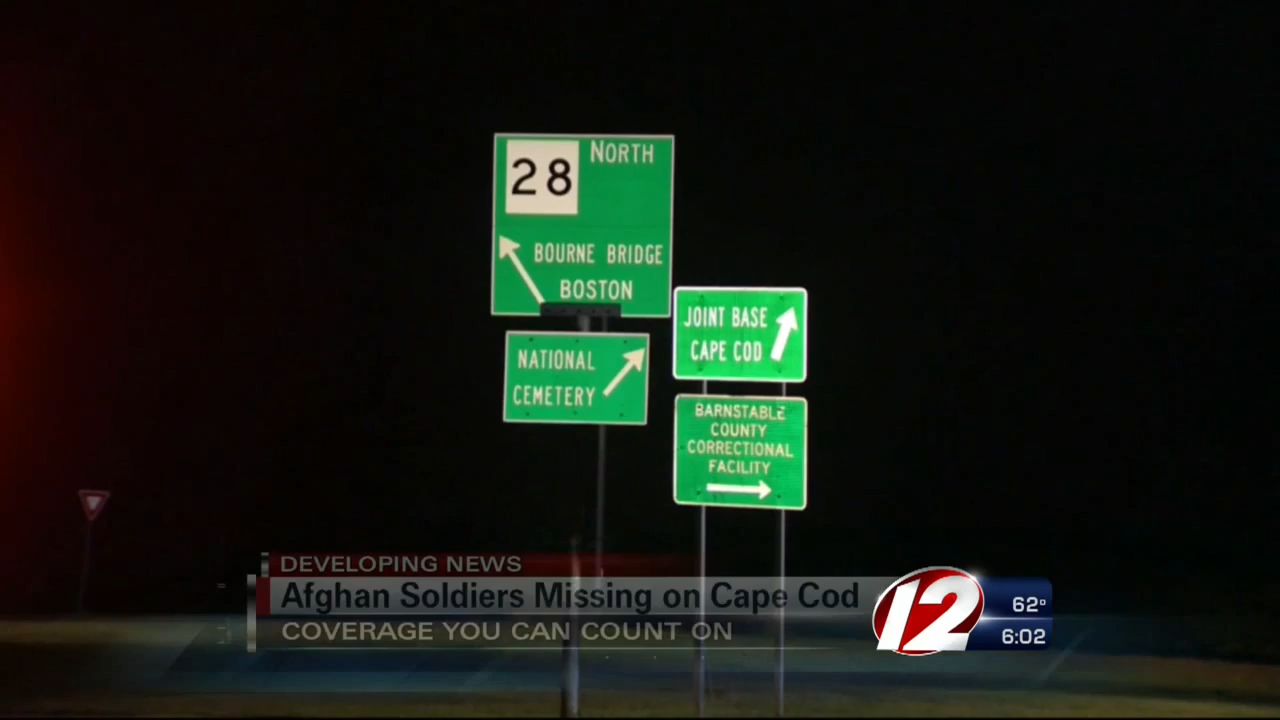 NORTH
28
BOURNE BRIDGE
BOSTON
NATIONAL
CEMETERY
JOINT BASE
CAPE COD
BARNSTABLE
COUNTY
CORRECTIONAL
FACILITY
DEVELOPING NEWS
Afghan Soldiers Missing on Cape Cod
COVERAGE YOU CAN COUNT ON
12
62°
6:02